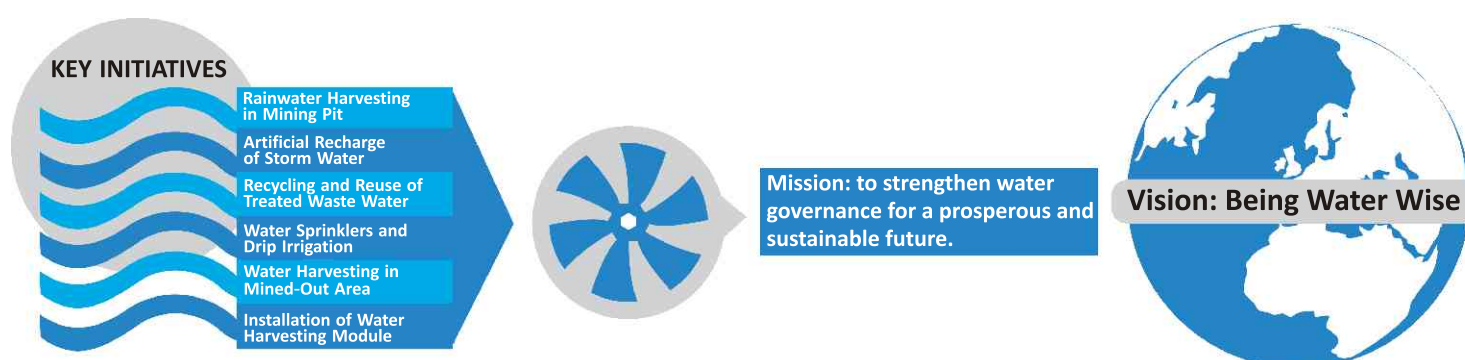 KEY INITIATIVES
Rainwater Harvesting
in Mining Pit
Artificial Recharge
of Storm Water
Recycling and Reuse of
Treated Waste Water
Water Sprinklers and
Drip Irrigation
Water Harvesting in
Mined-Out Area
Installation of Water
Harvesting Module
Mission: to strengthen water
governance for a prosperous and
sustainable future.
Vision: Being Water Wise